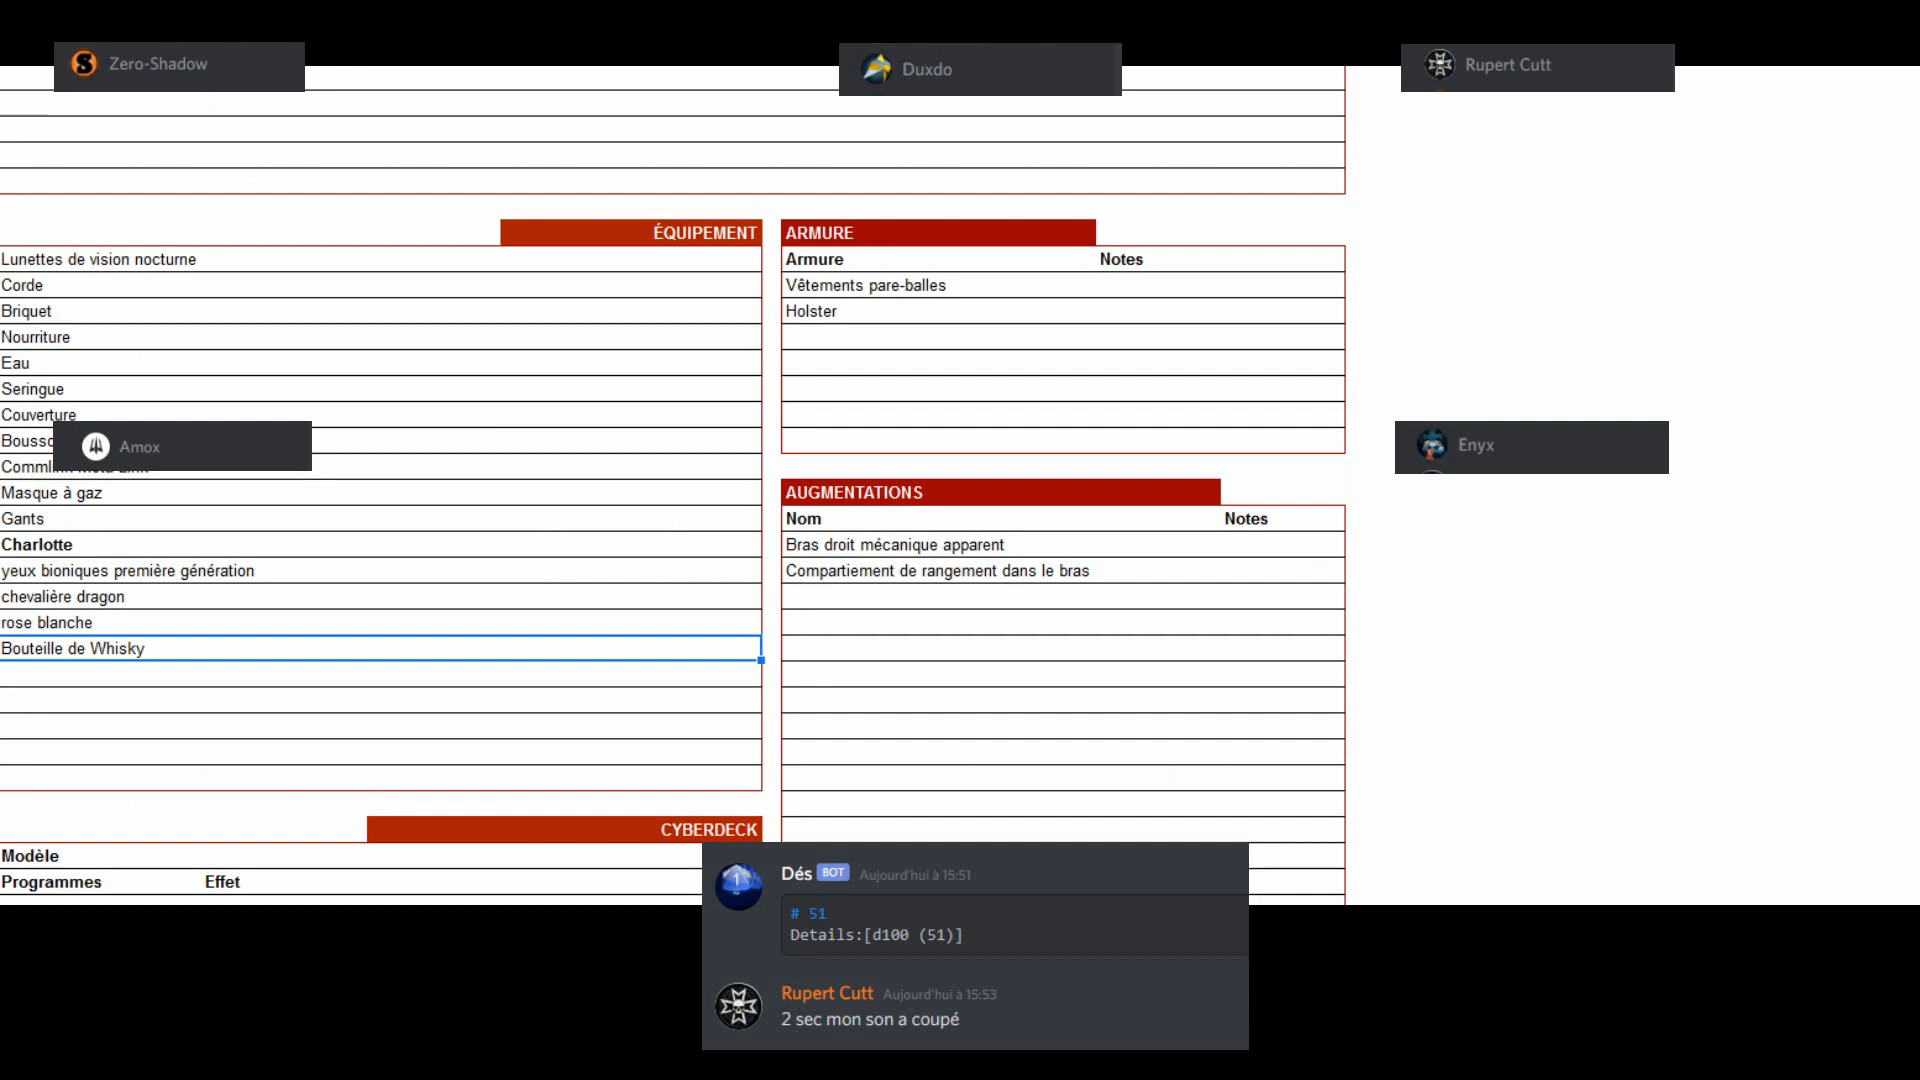 Zero-Shadow
Duxdo
Rupert Cutt
ÉQUIPEMENT
Lunettes de vision nocturne
Corde
Briquet
Nourriture
Eau
Seringue
Couverture
Amox
Masque à gaz
Gants
Charlotte
yeux bioniques première génération
chevalière dragon
rose blanche
Bouteille de Whisky
ARMURE
Armure Notes
Vêtements pare-balles
Holster
Enyx
AUGMENTATIONS
Nom Notes
Bras droit mécanique apparent
Compartiement de rangement dans le bras
CYBERDECK
Modèle
Programmes Effet
Dés BOT Aujourd'hui à 15:51
# 51
Details:[d100 (51)]
Rupert Cutt Aujourd'hui à 15:53
2 sec mon son a coupé